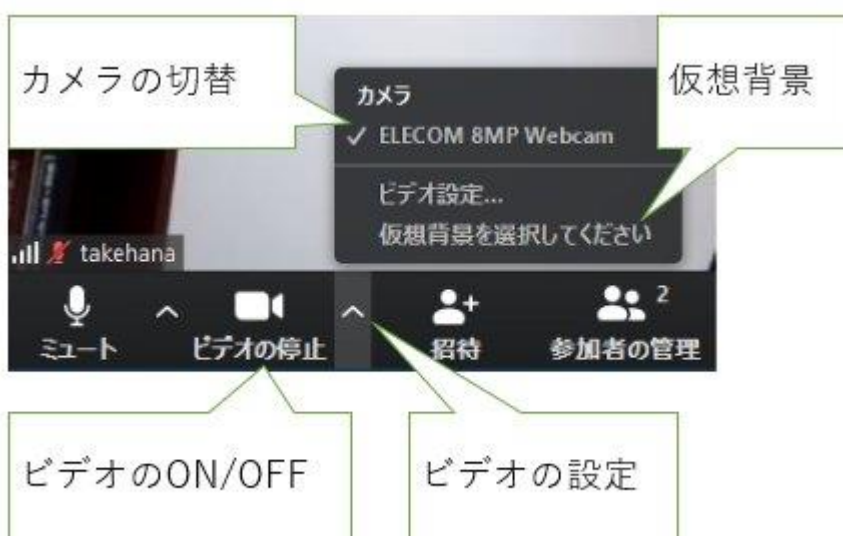 カメラの切替
カメラ
仮想背景
✓ ELECOM 8MP Webcam
ビデオ設定...
仮想背景を選択してください
takehana
2
ミュート
ビデオの停止
招待
参加者の管理
ビデオのON/OFF
ビデオの設定